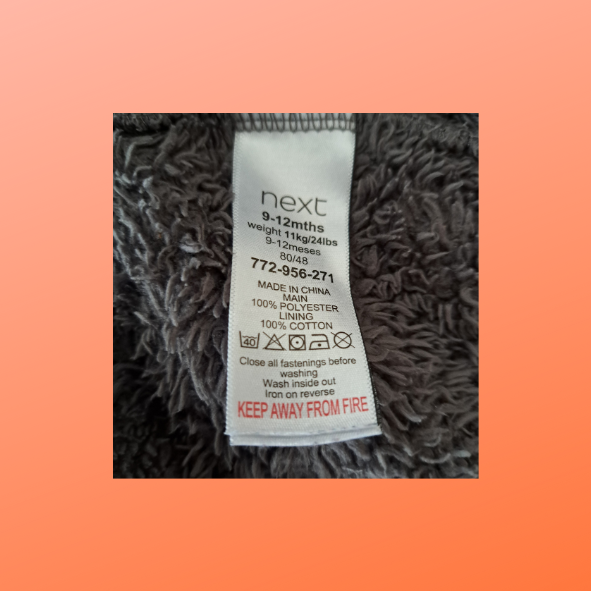 next
9-12mths
weight 11kg/24lbs
9-12meses
80/48
772-956-271
MADE IN CHINA
MAIN
100% POLYESTER
LINING
100% COTTON
40
Close all fastenings before
washing
Wash inside out
Iron on reverse
KEEP AWAY FROM FIRE